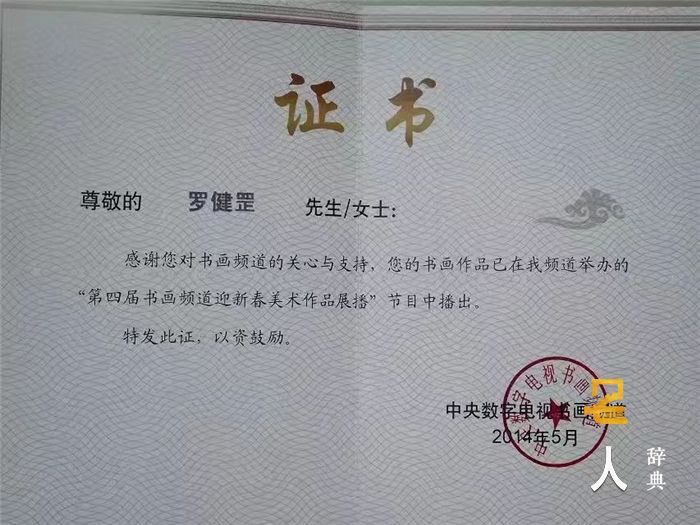 证书
尊敬的 罗健罡 先生/女士:
感谢您对书画频道的关心与支持，您的书画作品已在我频道举办的
“第四届书画频道迎新春美术作品展播”节目中播出。
特发此证，以资鼓励。
中央数字电视书画频道
2014年5月
人
辞典